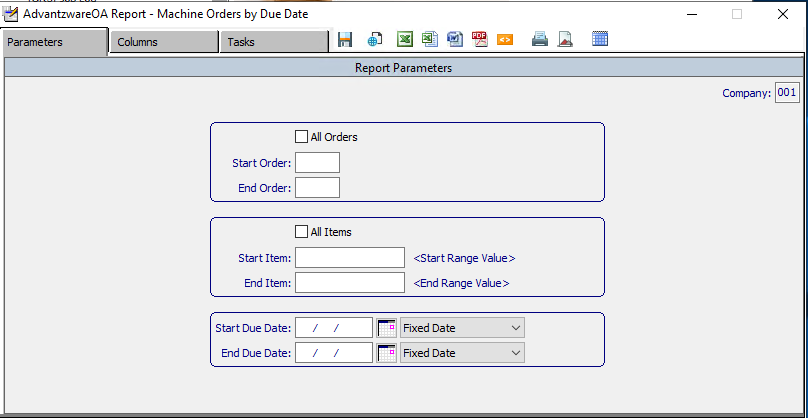 AdvantzwareOA Report - Machine Orders by Due Date
Parameters Columns Tasks
Report Parameters
Company: 001
All Orders
Start Order:
End Order:
All Items
Start Item: <Start Range Value>
End Item: <End Range Value>
Start Due Date: / / Fixed Date
End Due Date: / / Fixed Date